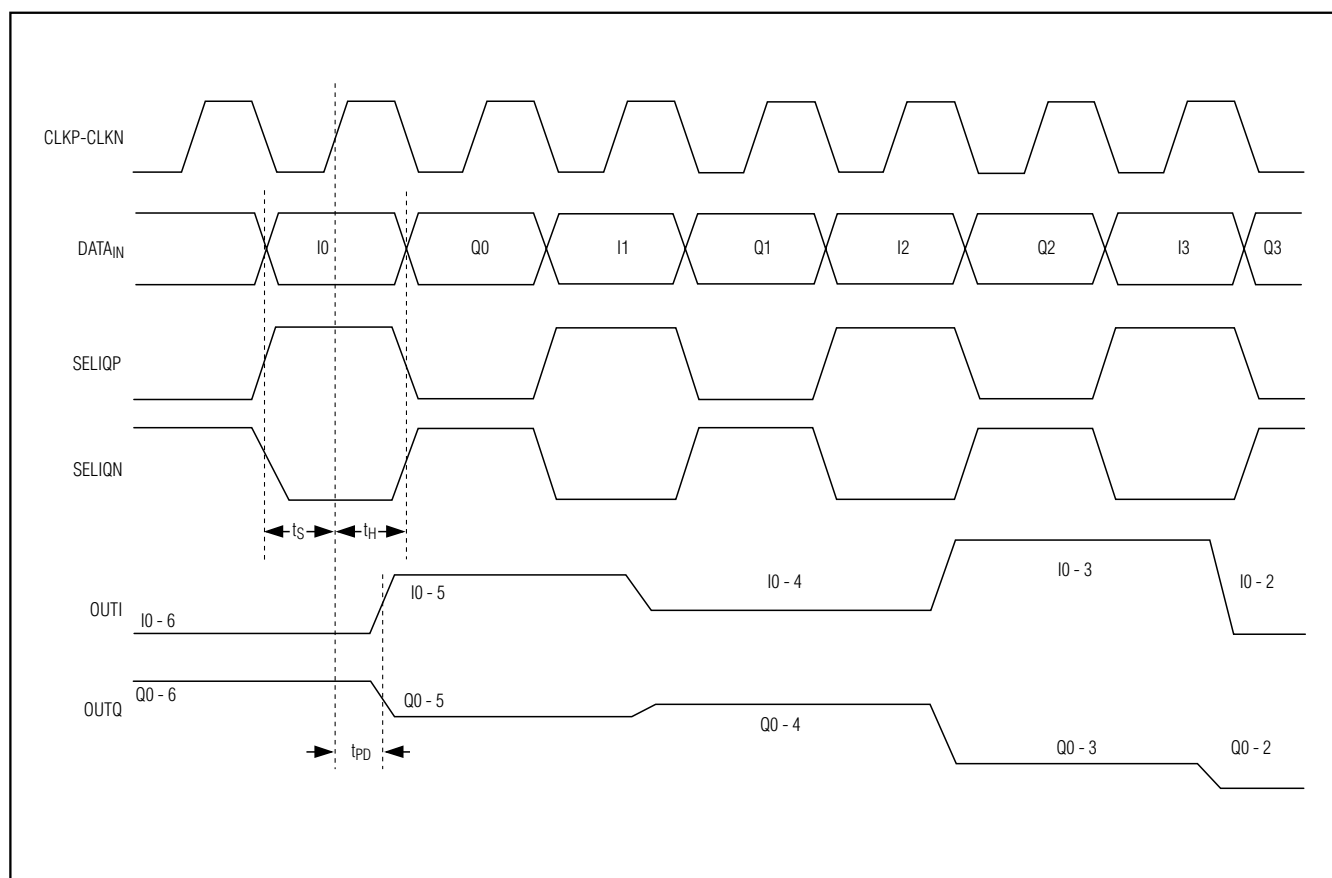 CLKP-CLKN
DATAIN
I0 Q0 I1 Q1 I2 Q2 I3 Q3
SELIQP
SELIQN
tS tH
OUTI
I0 - 6 I0 - 5 I0 - 4 I0 - 3 I0 - 2
OUTQ
Q0 - 6 Q0 - 5 Q0 - 4 Q0 - 3 Q0 - 2
tPD